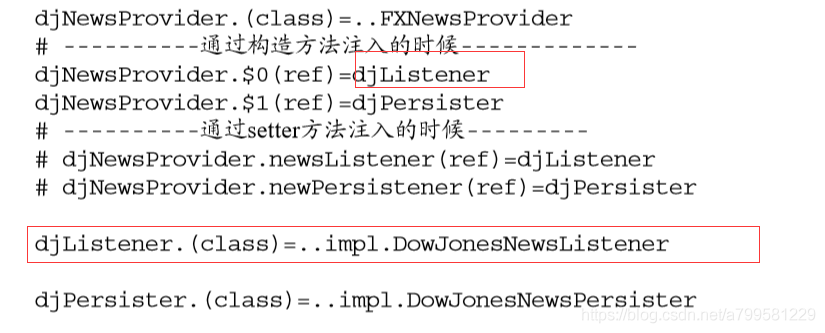 djNewsProvider.(class)=..FXNewsProvider
# ----------通过构造方法注入的时候-------------
djNewsProvider.$0(ref)=djListener
djNewsProvider.$1(ref)=djPersister
# ----------通过setter方法注入的时候---------
# djNewsProvider.newsListener(ref)=djListener
# djNewsProvider.newPersistener(ref)=djPersister
djListener.(class)=..impl.DowJonesNewsListener
djPersister.(class)=..impl.DowJonesNewsPersister
https://blog.csdn.net/a799581229